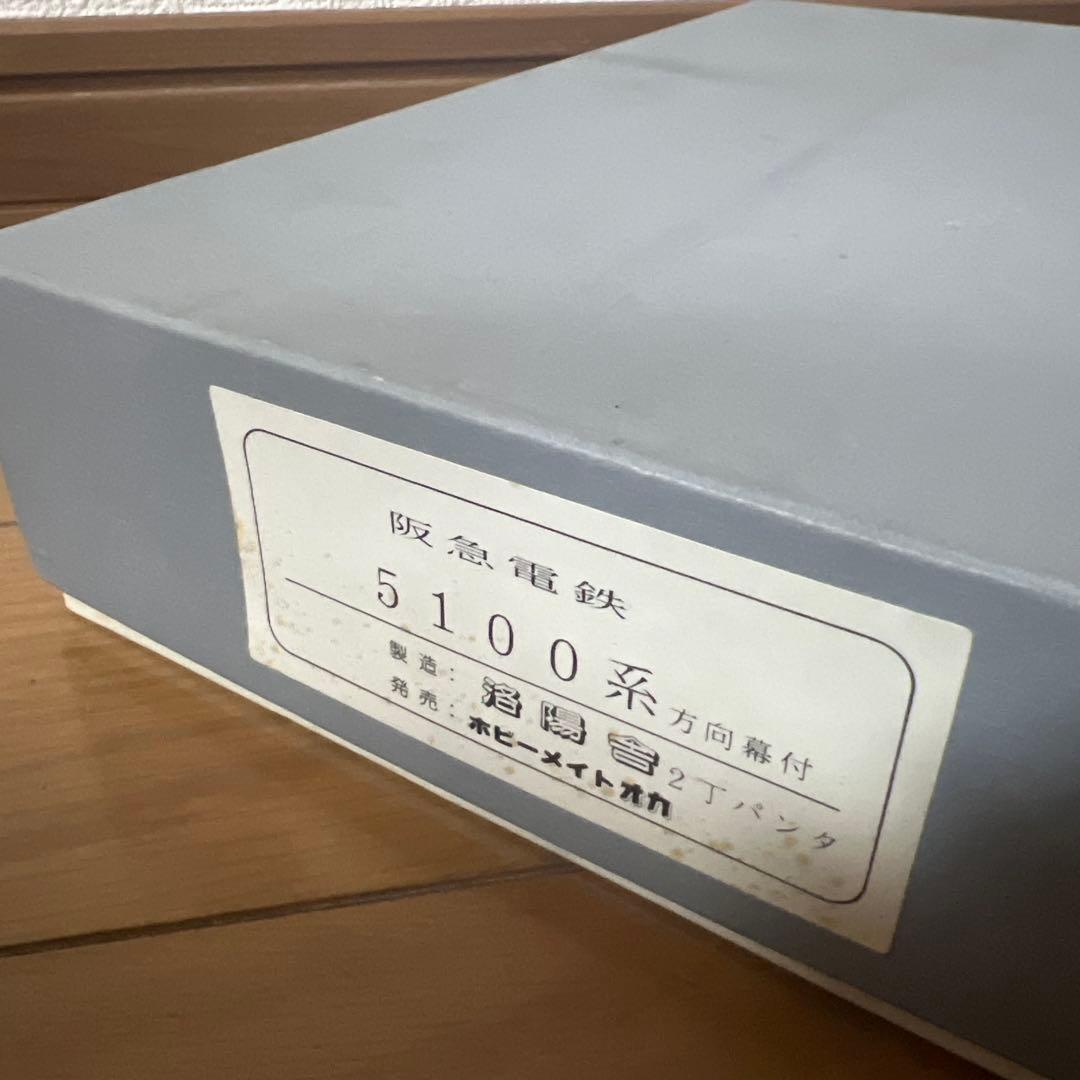 阪急電鉄
5100系 方向幕付
製造：洛陽舎 2丁パンタ
発売：ホビーメイトオカ